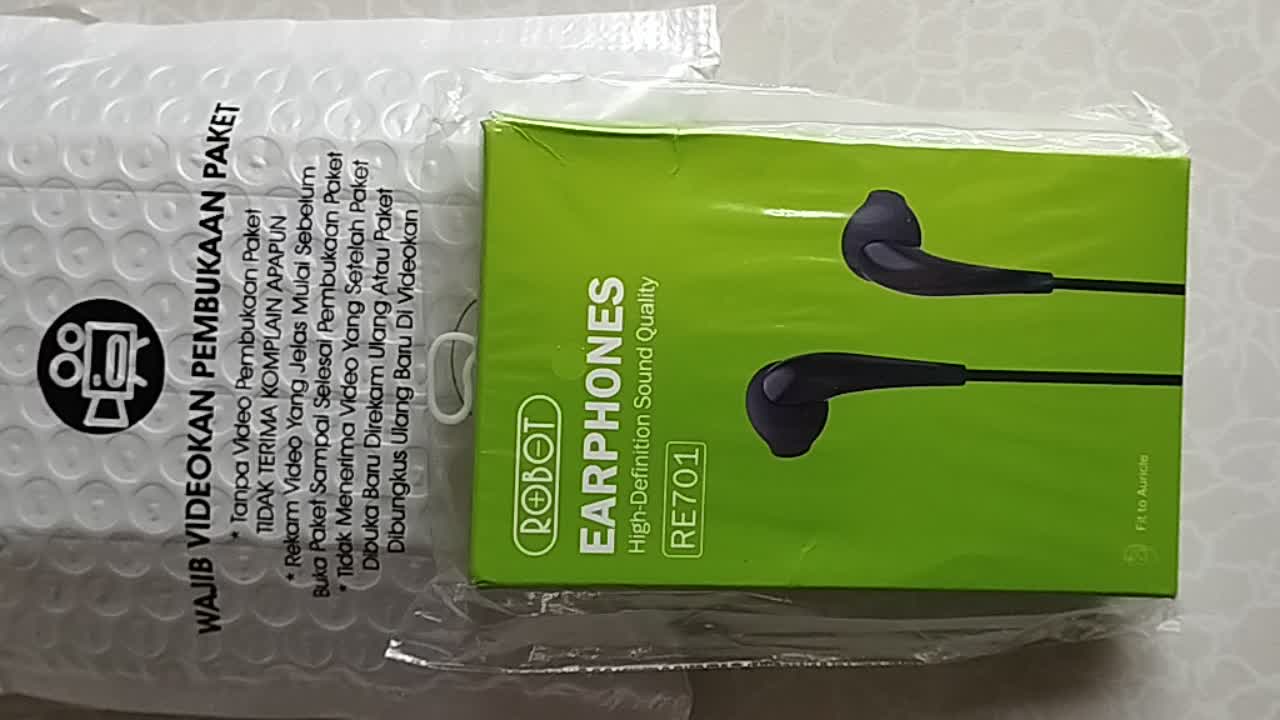 WAJIB VIDEOKAN PEMBUKAAN PAKET
* Tanpa Video Pembukaan Paket
TIDAK TERIMA KOMPLAIN APAPUN
* Rekam Video Yang Jelas Mulai Sebelum
Buka Paket Sampai Selesai Pembukaan Paket
* Tidak Menerima Video Yang Setelah Paket
Dibuka Baru Direkam Ulang Atau Paket
Dibungkus Ulang Baru Di Videokan
ROBOT
EARPHONES
High-Definition Sound Quality
RE701
Fit to Auricle